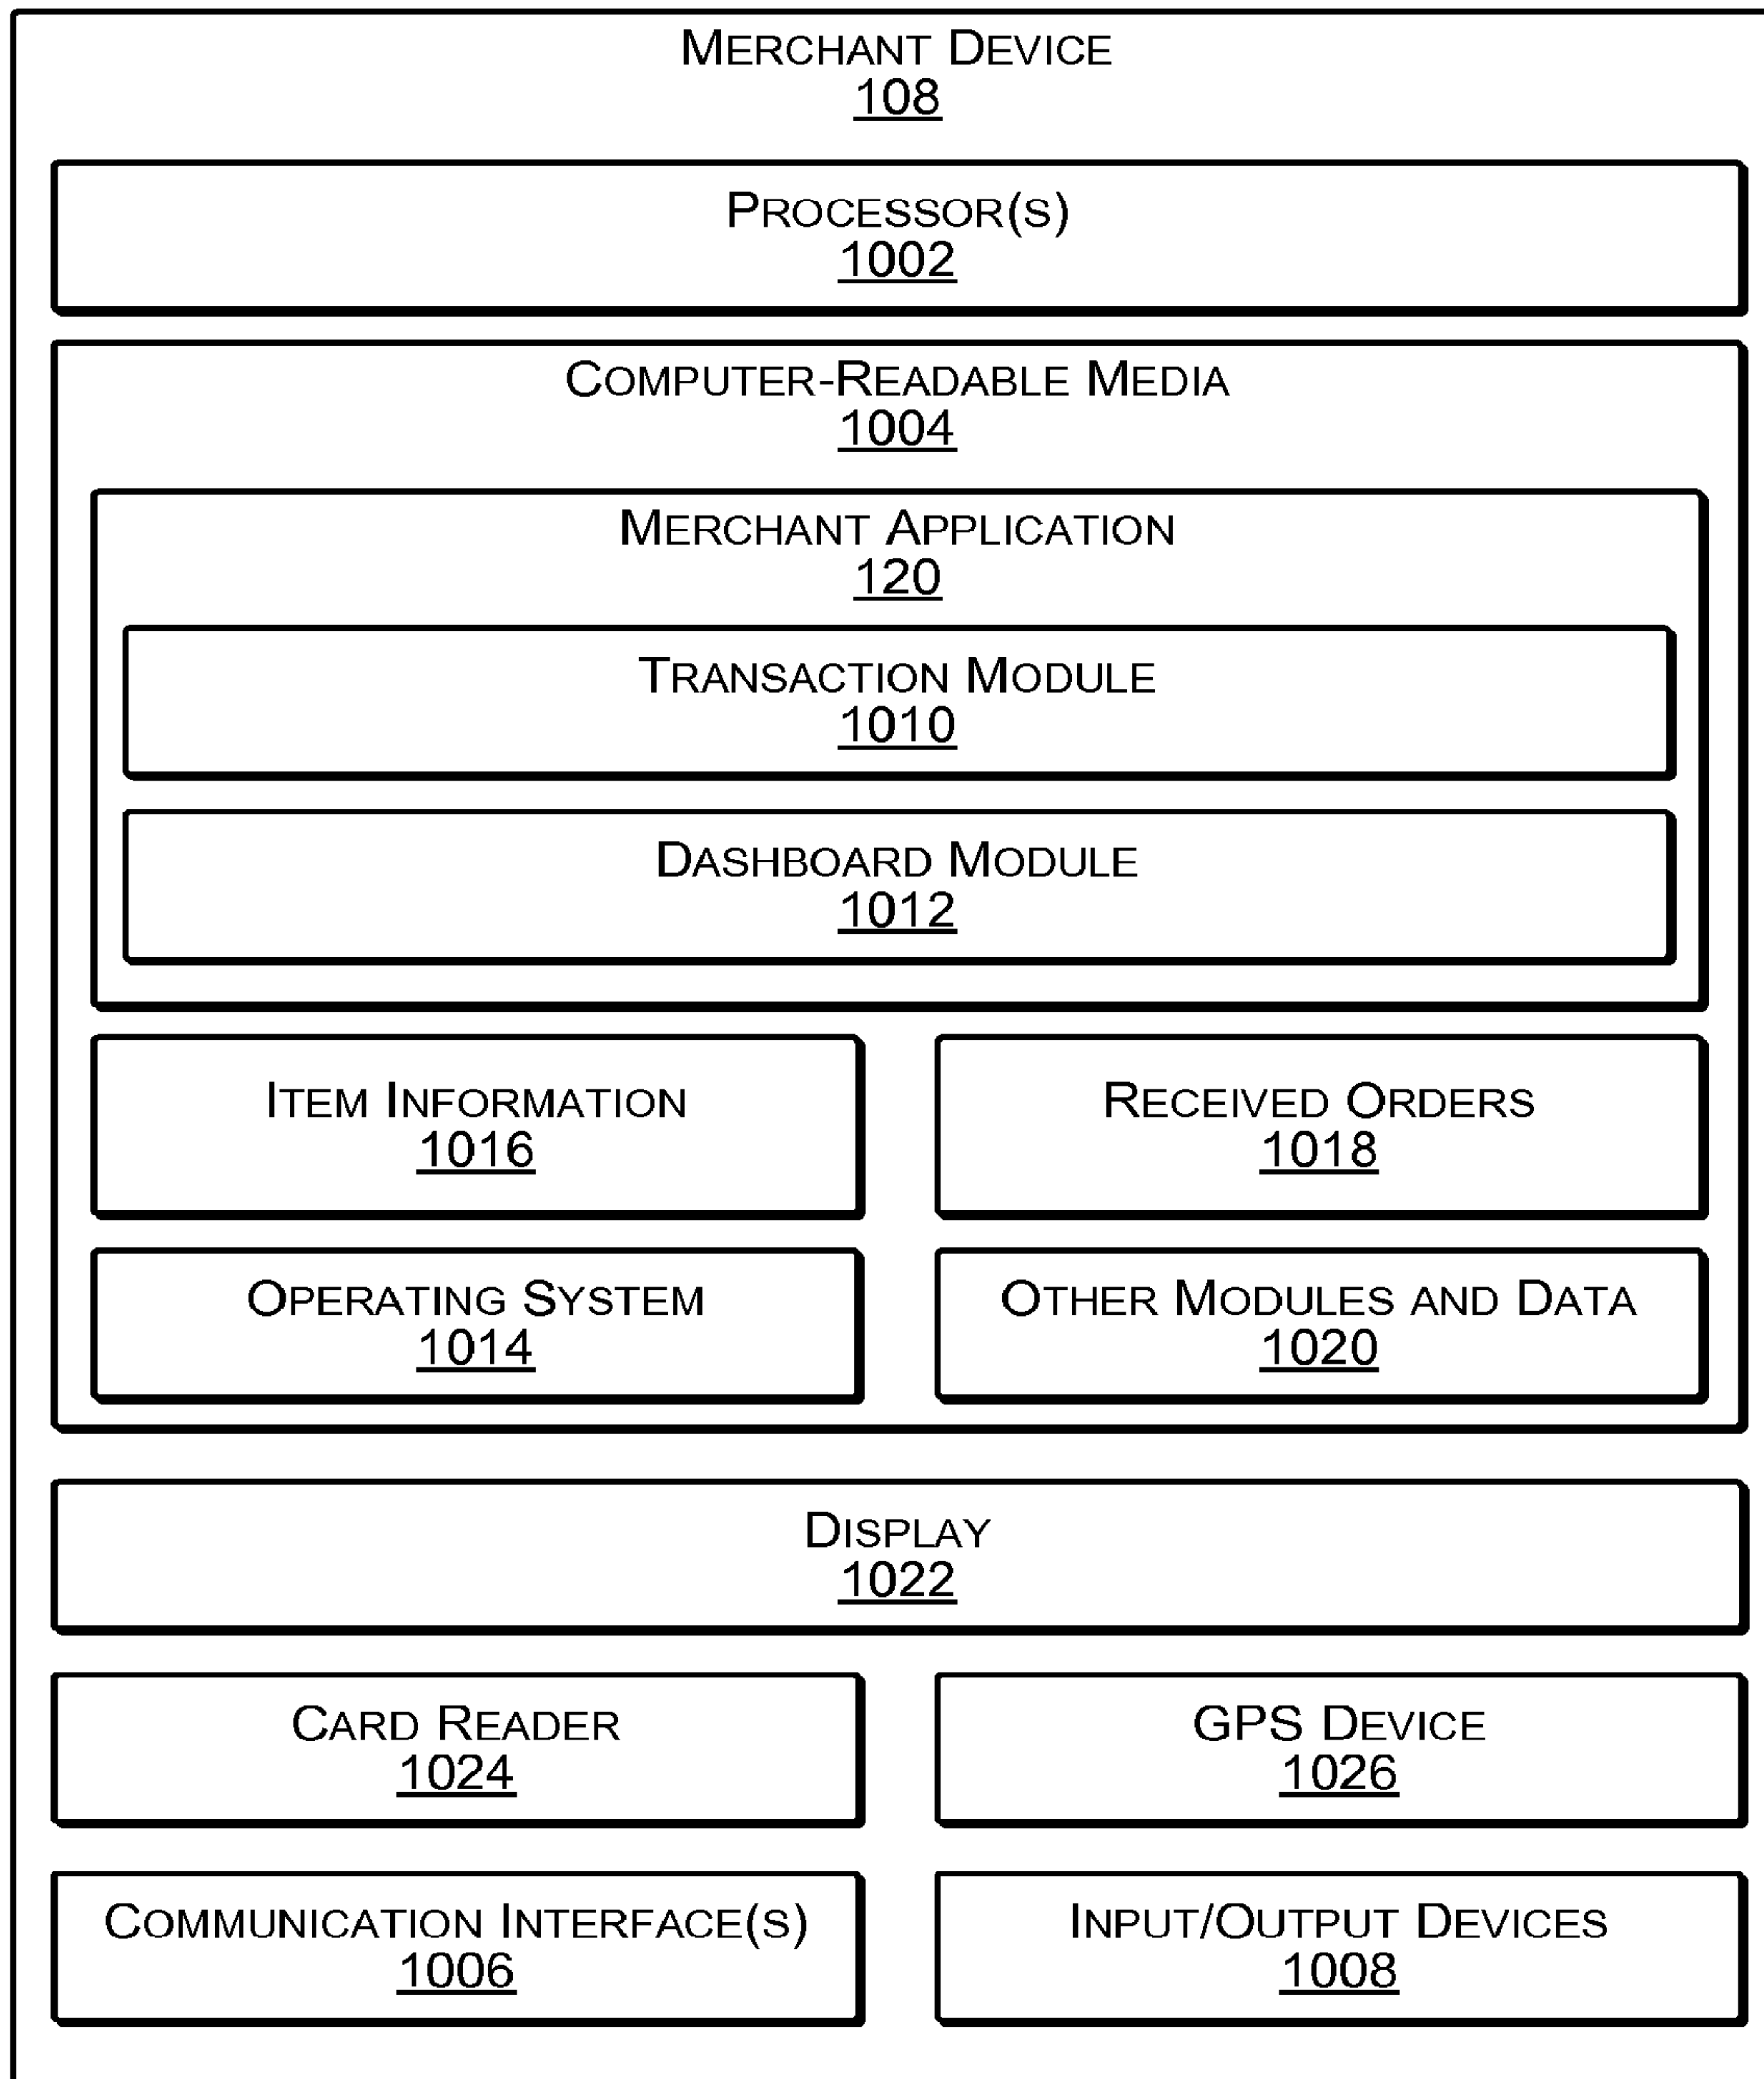 MERCHANT DEVICE
108
PROCESSOR(S)
1002
COMPUTER-READABLE MEDIA
1004
MERCHANT APPLICATION
120
TRANSACTION MODULE
1010
DASHBOARD MODULE
1012
ITEM INFORMATION
1016
RECEIVED ORDERS
1018
OPERATING SYSTEM
1014
OTHER MODULES AND DATA
1020
DISPLAY
1022
CARD READER
1024
GPS DEVICE
1026
COMMUNICATION INTERFACE(S)
1006
INPUT/OUTPUT DEVICES
1008